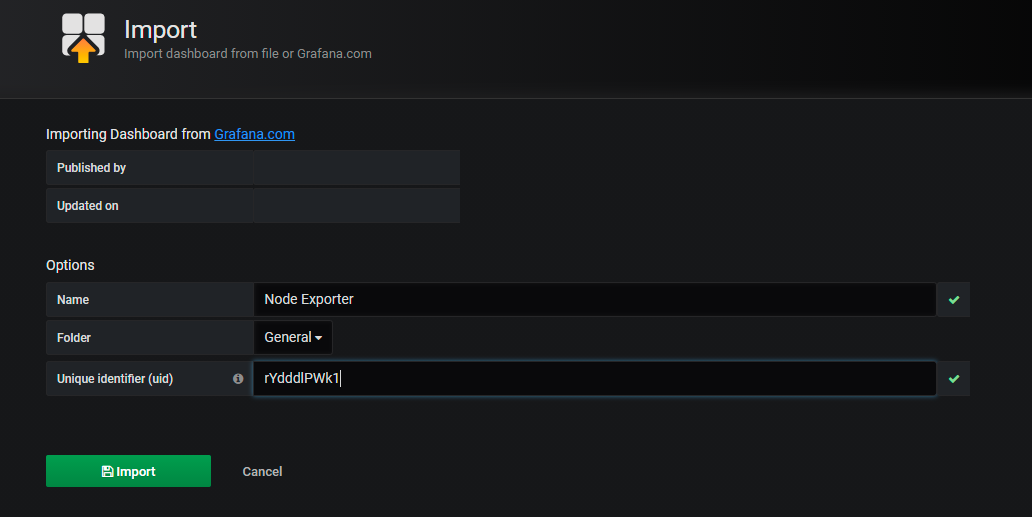 Import
Import dashboard from file or Grafana.com
Importing Dashboard from Grafana.com
Published by
Updated on
Options
Name Node Exporter
Folder General
Unique identifier (uid) rYdddlPWk1
Import Cancel